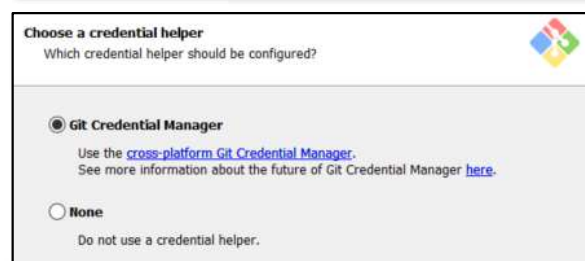 Choose a credential helper
Which credential helper should be configured?
Git Credential Manager
Use the cross-platform Git Credential Manager.
See more information about the future of Git Credential Manager here.
None
Do not use a credential helper.